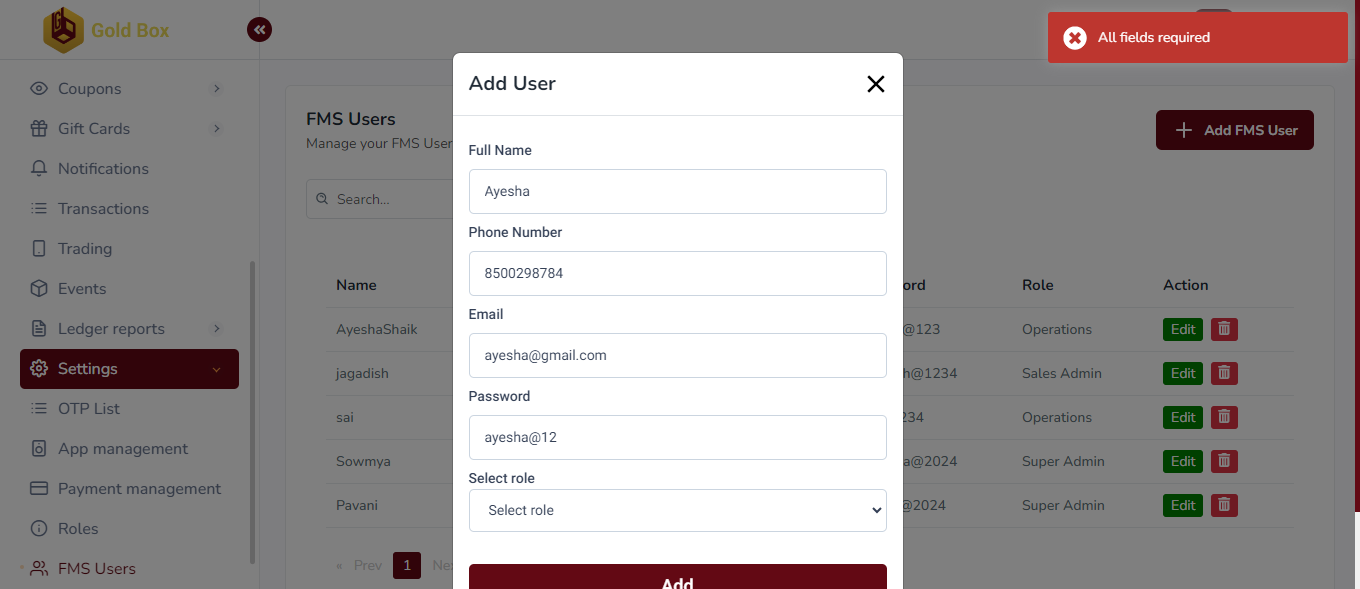 Gold Box
All fields required
Coupons
Gift Cards
Notifications
Transactions
Trading
Events
Ledger reports
Settings
OTP List
App management
Payment management
Roles
FMS Users
FMS Users
Manage your FMS User
Add FMS User
Search...
Name
ord
Role
Action
AyeshaShaik
@123
Operations
Edit
jagadish
h@1234
Sales Admin
Edit
sai
234
Operations
Edit
Sowmya
a@2024
Super Admin
Edit
Pavani
@2024
Super Admin
Edit
« Prev 1 Nex
Add User
Full Name
Ayesha
Phone Number
8500298784
Email
ayesha@gmail.com
Password
ayesha@12
Select role
Select role
Add